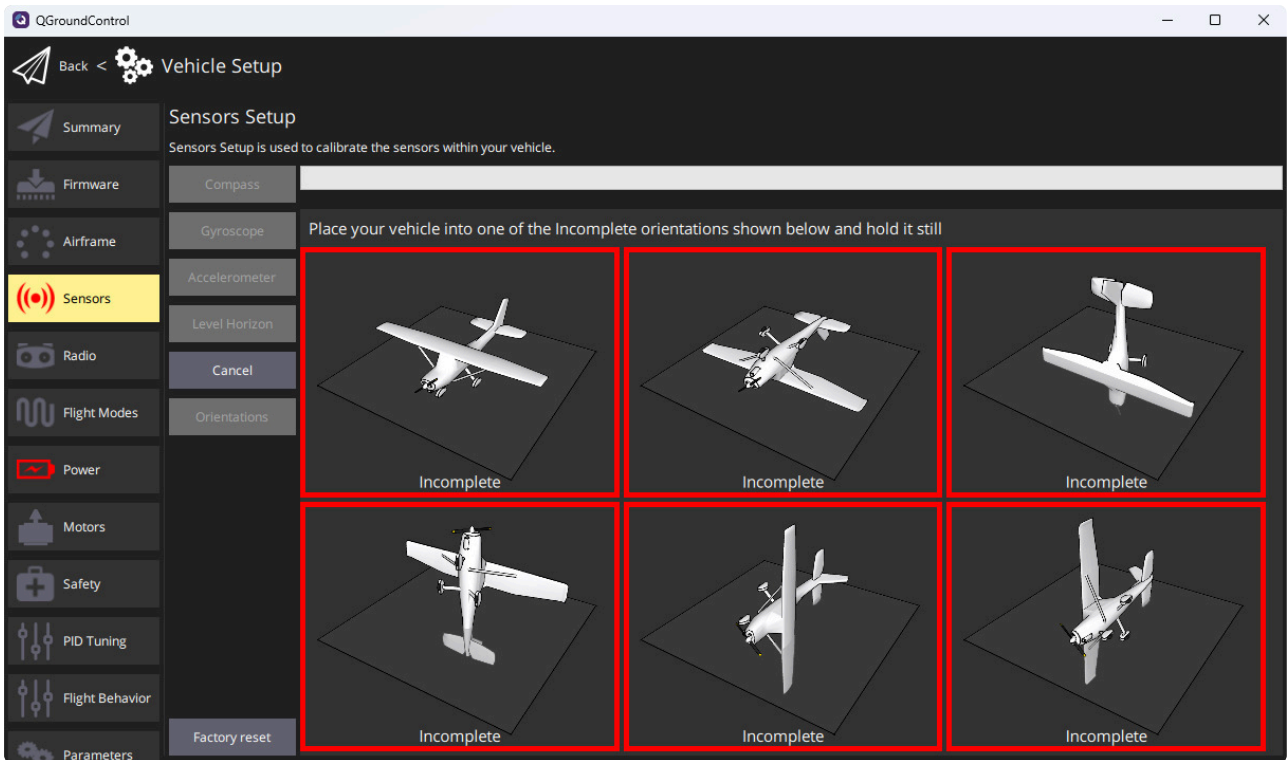 QGroundControl
Back < Vehicle Setup
Summary
Firmware
Airframe
Sensors
Radio
Flight Modes
Power
Motors
Safety
PID Tuning
Flight Behavior
Parameters
Sensors Setup
Sensors Setup is used to calibrate the sensors within your vehicle.
Compass
Gyroscope
Accelerometer
Level Horizon
Cancel
Orientations
Factory reset
Place your vehicle into one of the Incomplete orientations shown below and hold it still
Incomplete
Incomplete
Incomplete
Incomplete
Incomplete
Incomplete